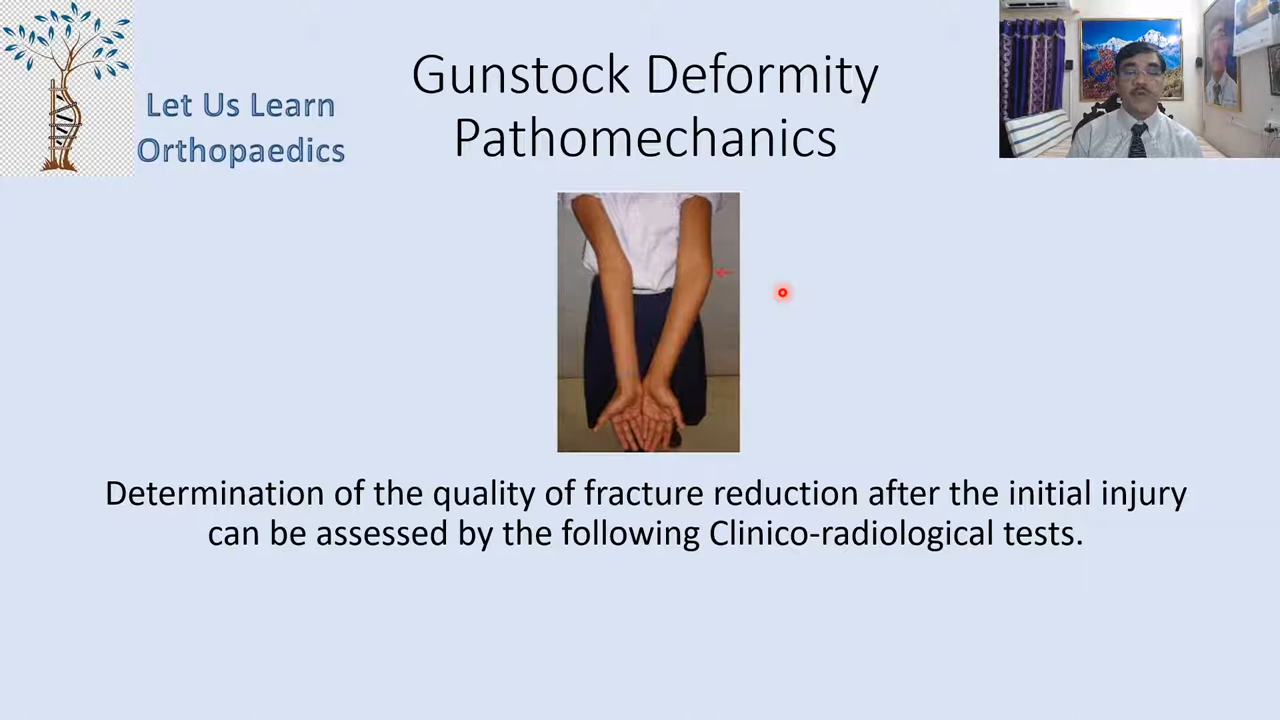 Let Us Learn
Orthopaedics
Gunstock Deformity
Pathomechanics
Determination of the quality of fracture reduction after the initial injury
can be assessed by the following Clinico-radiological tests.